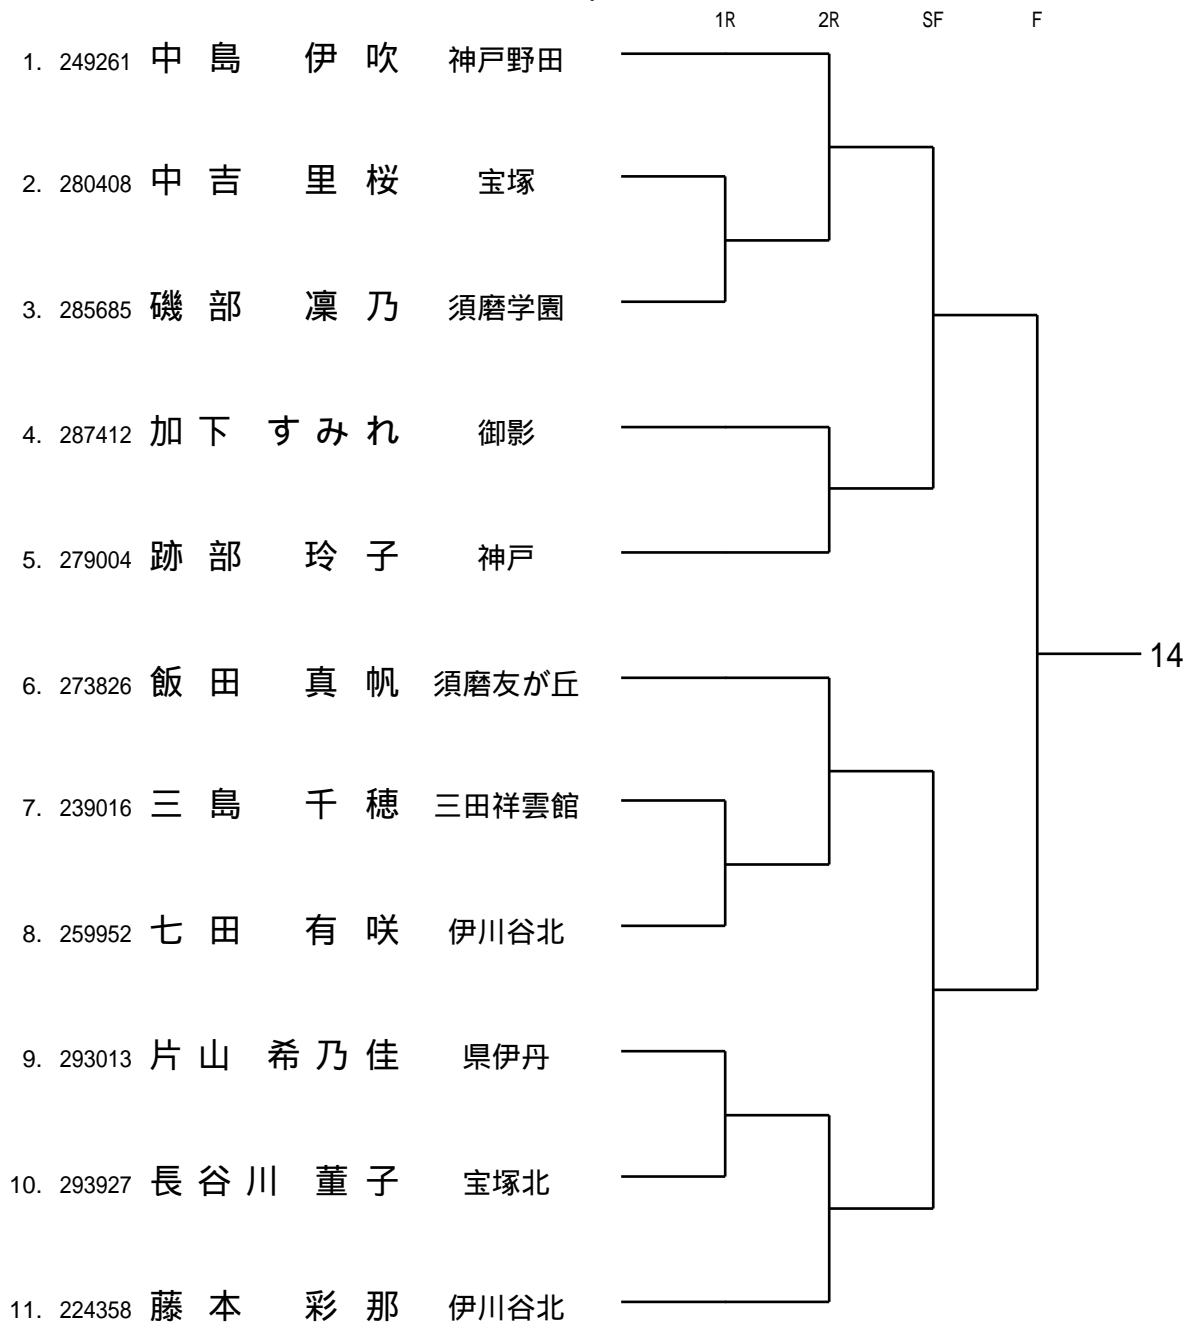 1R 2R SF F
1. 249261 中島 伊吹 神戸野田
2. 280408 中吉 里桜 宝塚
3. 285685 磯部 凜乃 須磨学園
4. 287412 加下 すみれ 御影
5. 279004 跡部 玲子 神戸
14
6. 273826 飯田 真帆 須磨友が丘
7. 239016 三島 千穂 三田祥雲館
8. 259952 七田 有咲 伊川谷北
9. 293013 片山 希乃佳 県伊丹
10. 293927 長谷川 菫子 宝塚北
11. 224358 藤本 彩那 伊川谷北